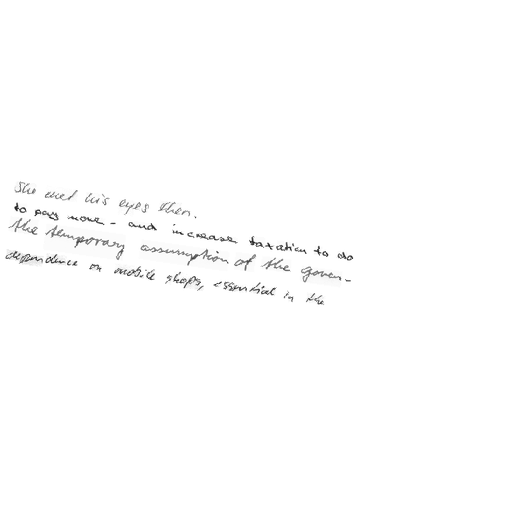 She met his eyes then.
to pay more - and increase taxation to do
the temporary assumption of the govern-
dependence on mobile shops, essential in the